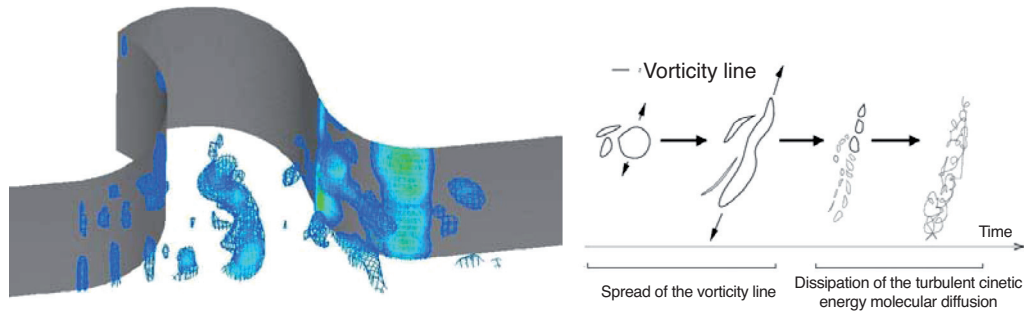 Vorticity line
Time
Spread of the vorticity line
Dissipation of the turbulent cinetic
energy molecular diffusion